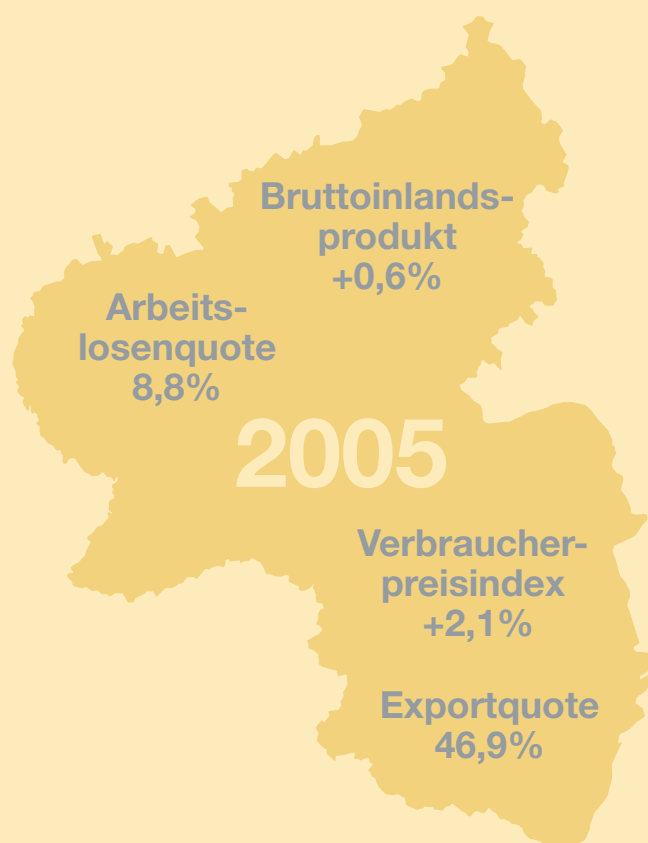 Bruttoinlands-
produkt
+0,6%
Arbeits-
losenquote
8,8%
2005
Verbraucher-
preisindex
+2,1%
Exportquote
46,9%